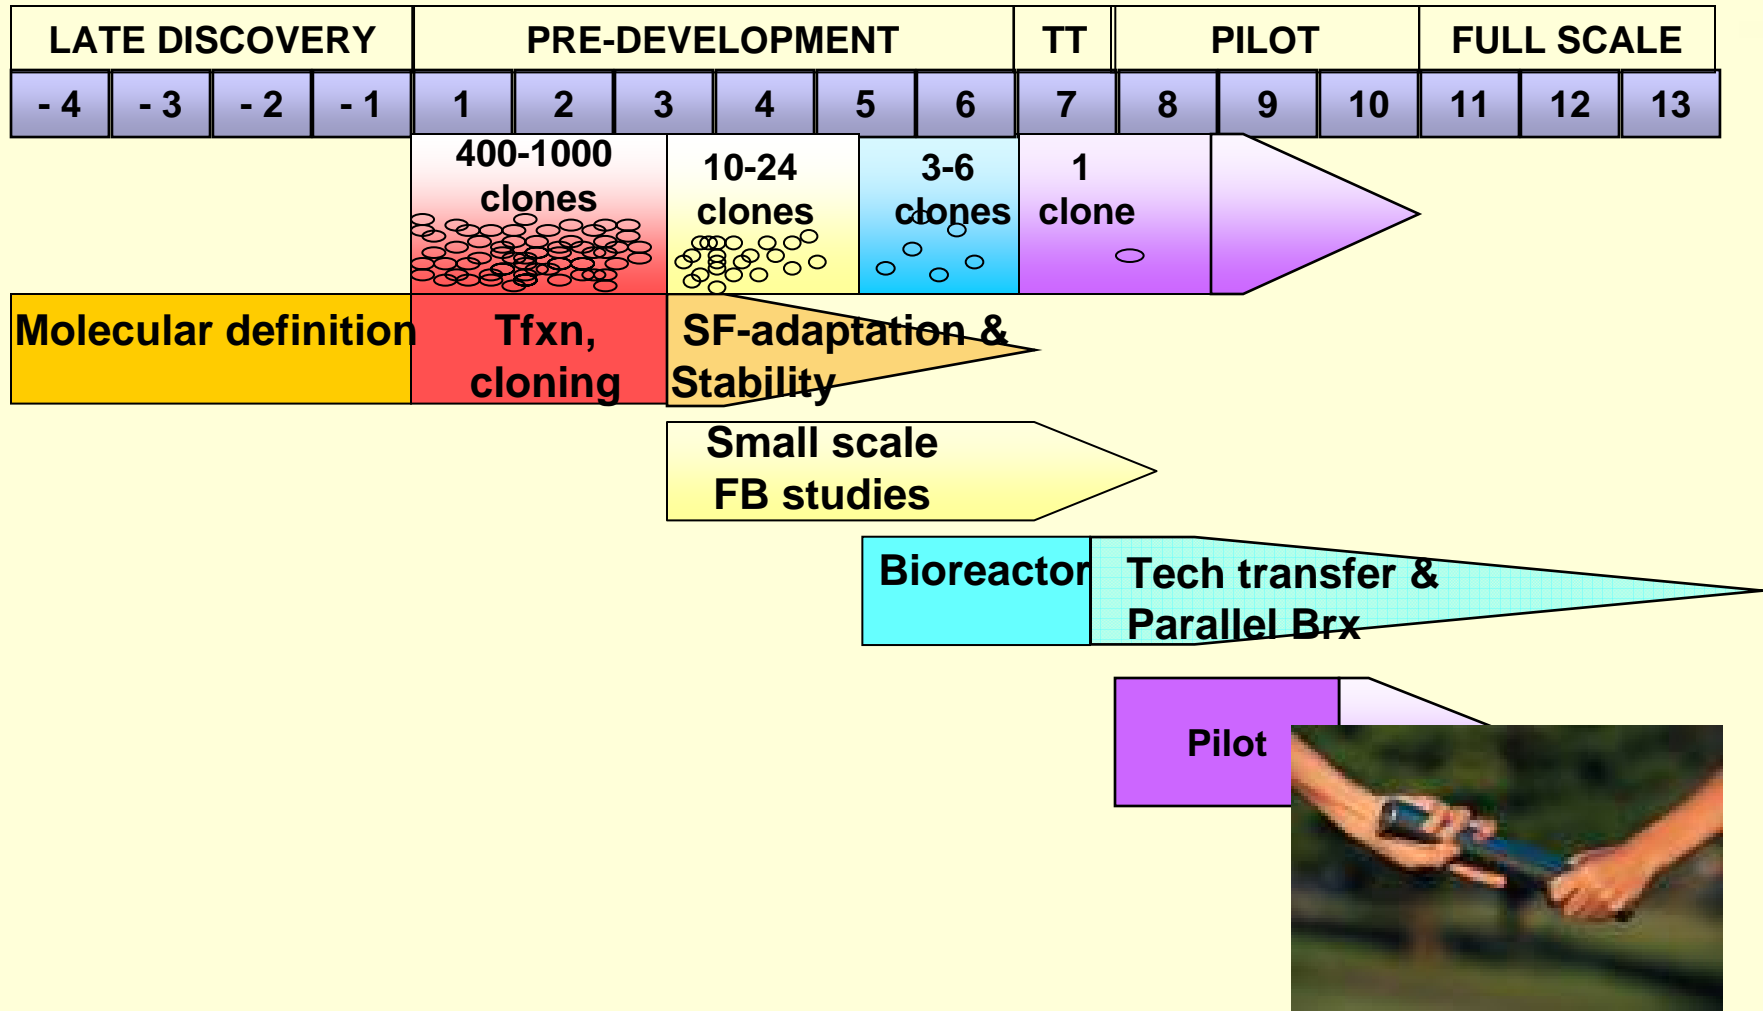 LATE DISCOVERY PRE-DEVELOPMENT TT PILOT FULL SCALE
- 4 - 3 - 2 - 1 1 2 3 4 5 6 7 8 9 10 11 12 13
400-1000
clones
10-24
clones
3-6
clones
1
clone
Molecular definition
Tfxn,
cloning
SF-adaptation &
Stability
Small scale
FB studies
Bioreactor
Tech transfer &
Parallel Brx
Pilot